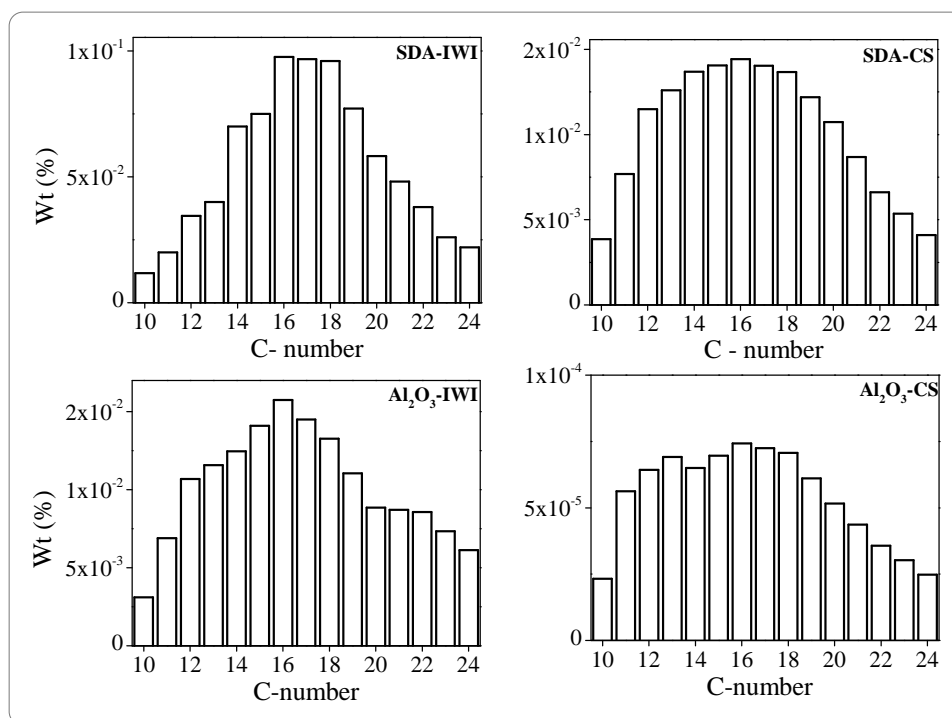 SDA-IWI
Wt (%)
1x10⁻¹
5x10⁻²
0
10 12 14 16 18 20 22 24
C- number
SDA-CS
2x10⁻²
1x10⁻²
5x10⁻³
0
10 12 14 16 18 20 22 24
C - number
Al₂O₃-IWI
Wt (%)
2x10⁻²
1x10⁻²
5x10⁻³
0
10 12 14 16 18 20 22 24
C-number
Al₂O₃-CS
1x10⁻⁴
5x10⁻⁵
0
10 12 14 16 18 20 22 24
C-number